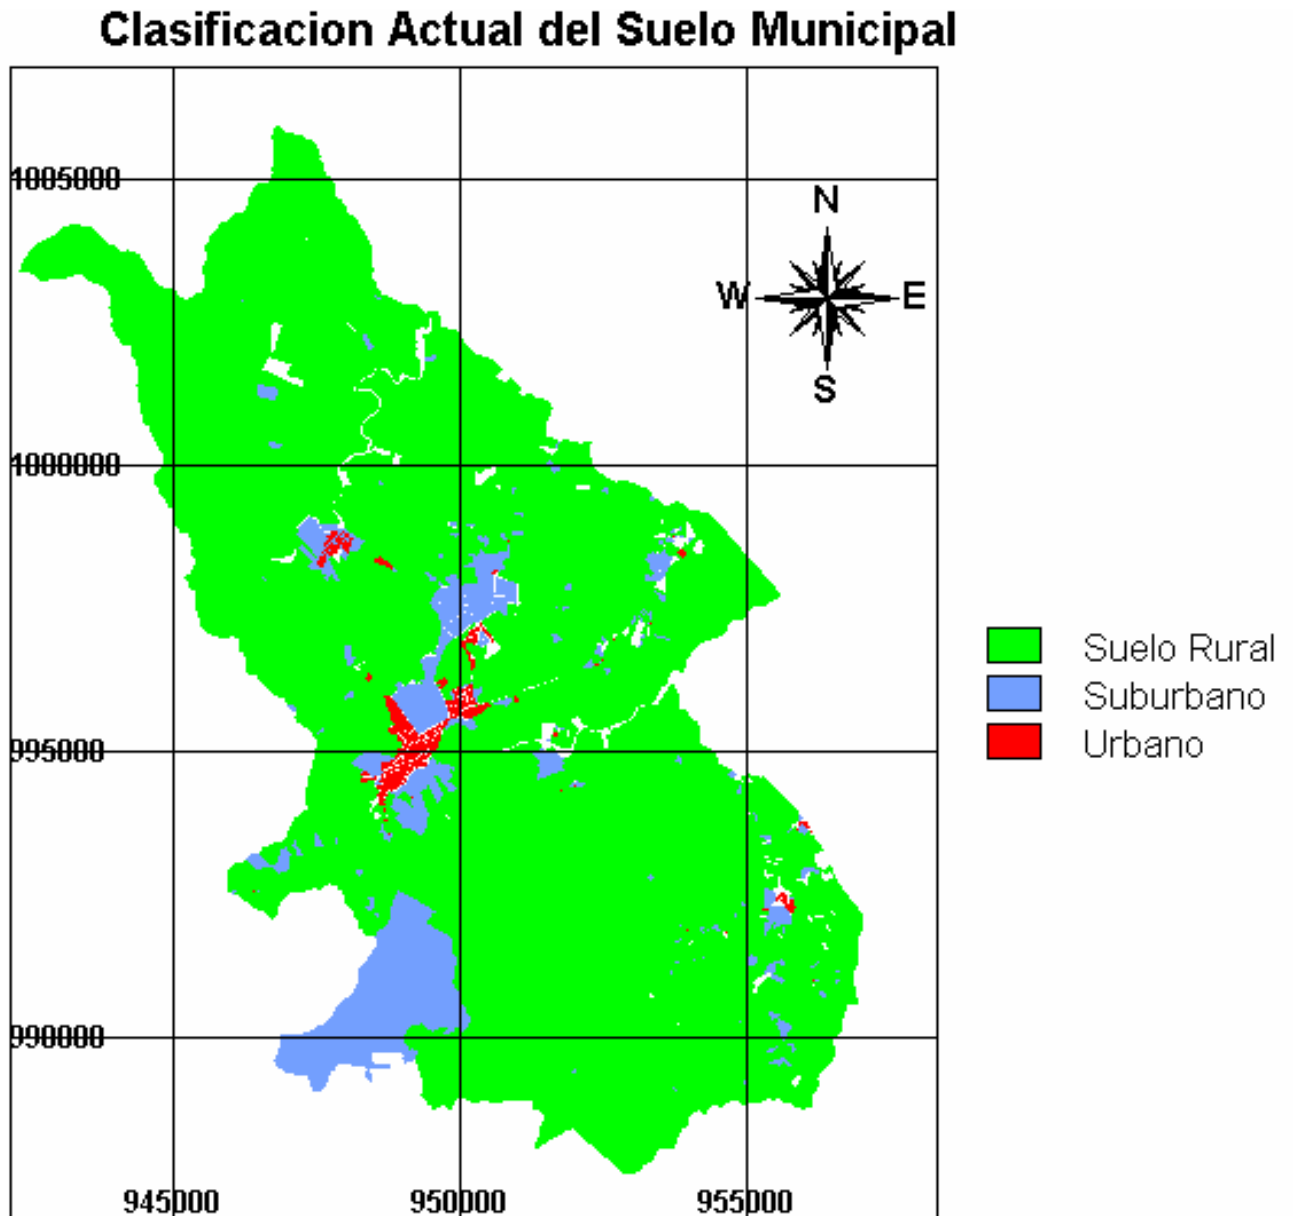 Clasificacion Actual del Suelo Municipal
1005000
N
W E
S
1000000
Suelo Rural
Suburbano
Urbano
995000
990000
945000 950000 955000